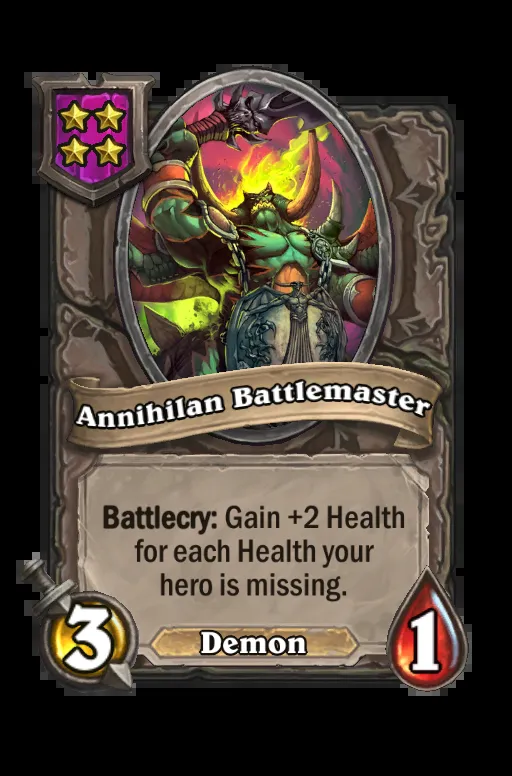 Annihilan Battlemaster
Battlecry: Gain +2 Health
for each Health your
hero is missing.
3
Demon
1